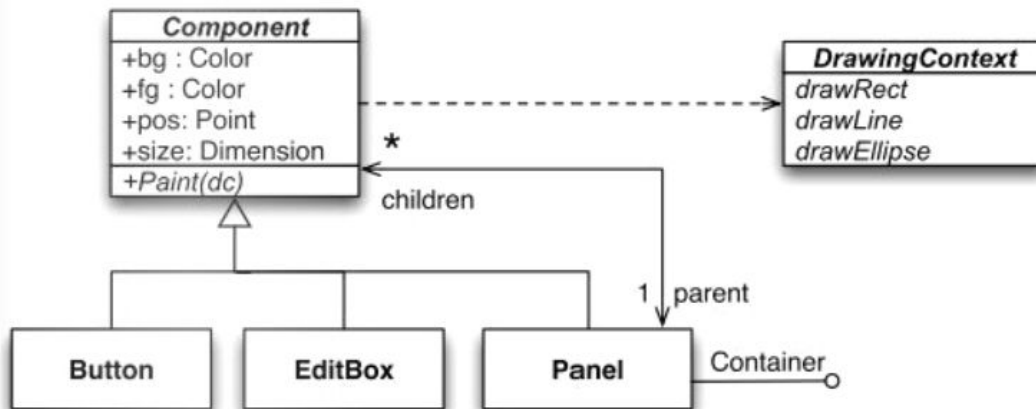 Component
+bg : Color
+fg : Color
+pos: Point
+size: Dimension
+Paint(dc)
DrawingContext
drawRect
drawLine
drawEllipse
*
children
1 parent
Button
EditBox
Panel
Container